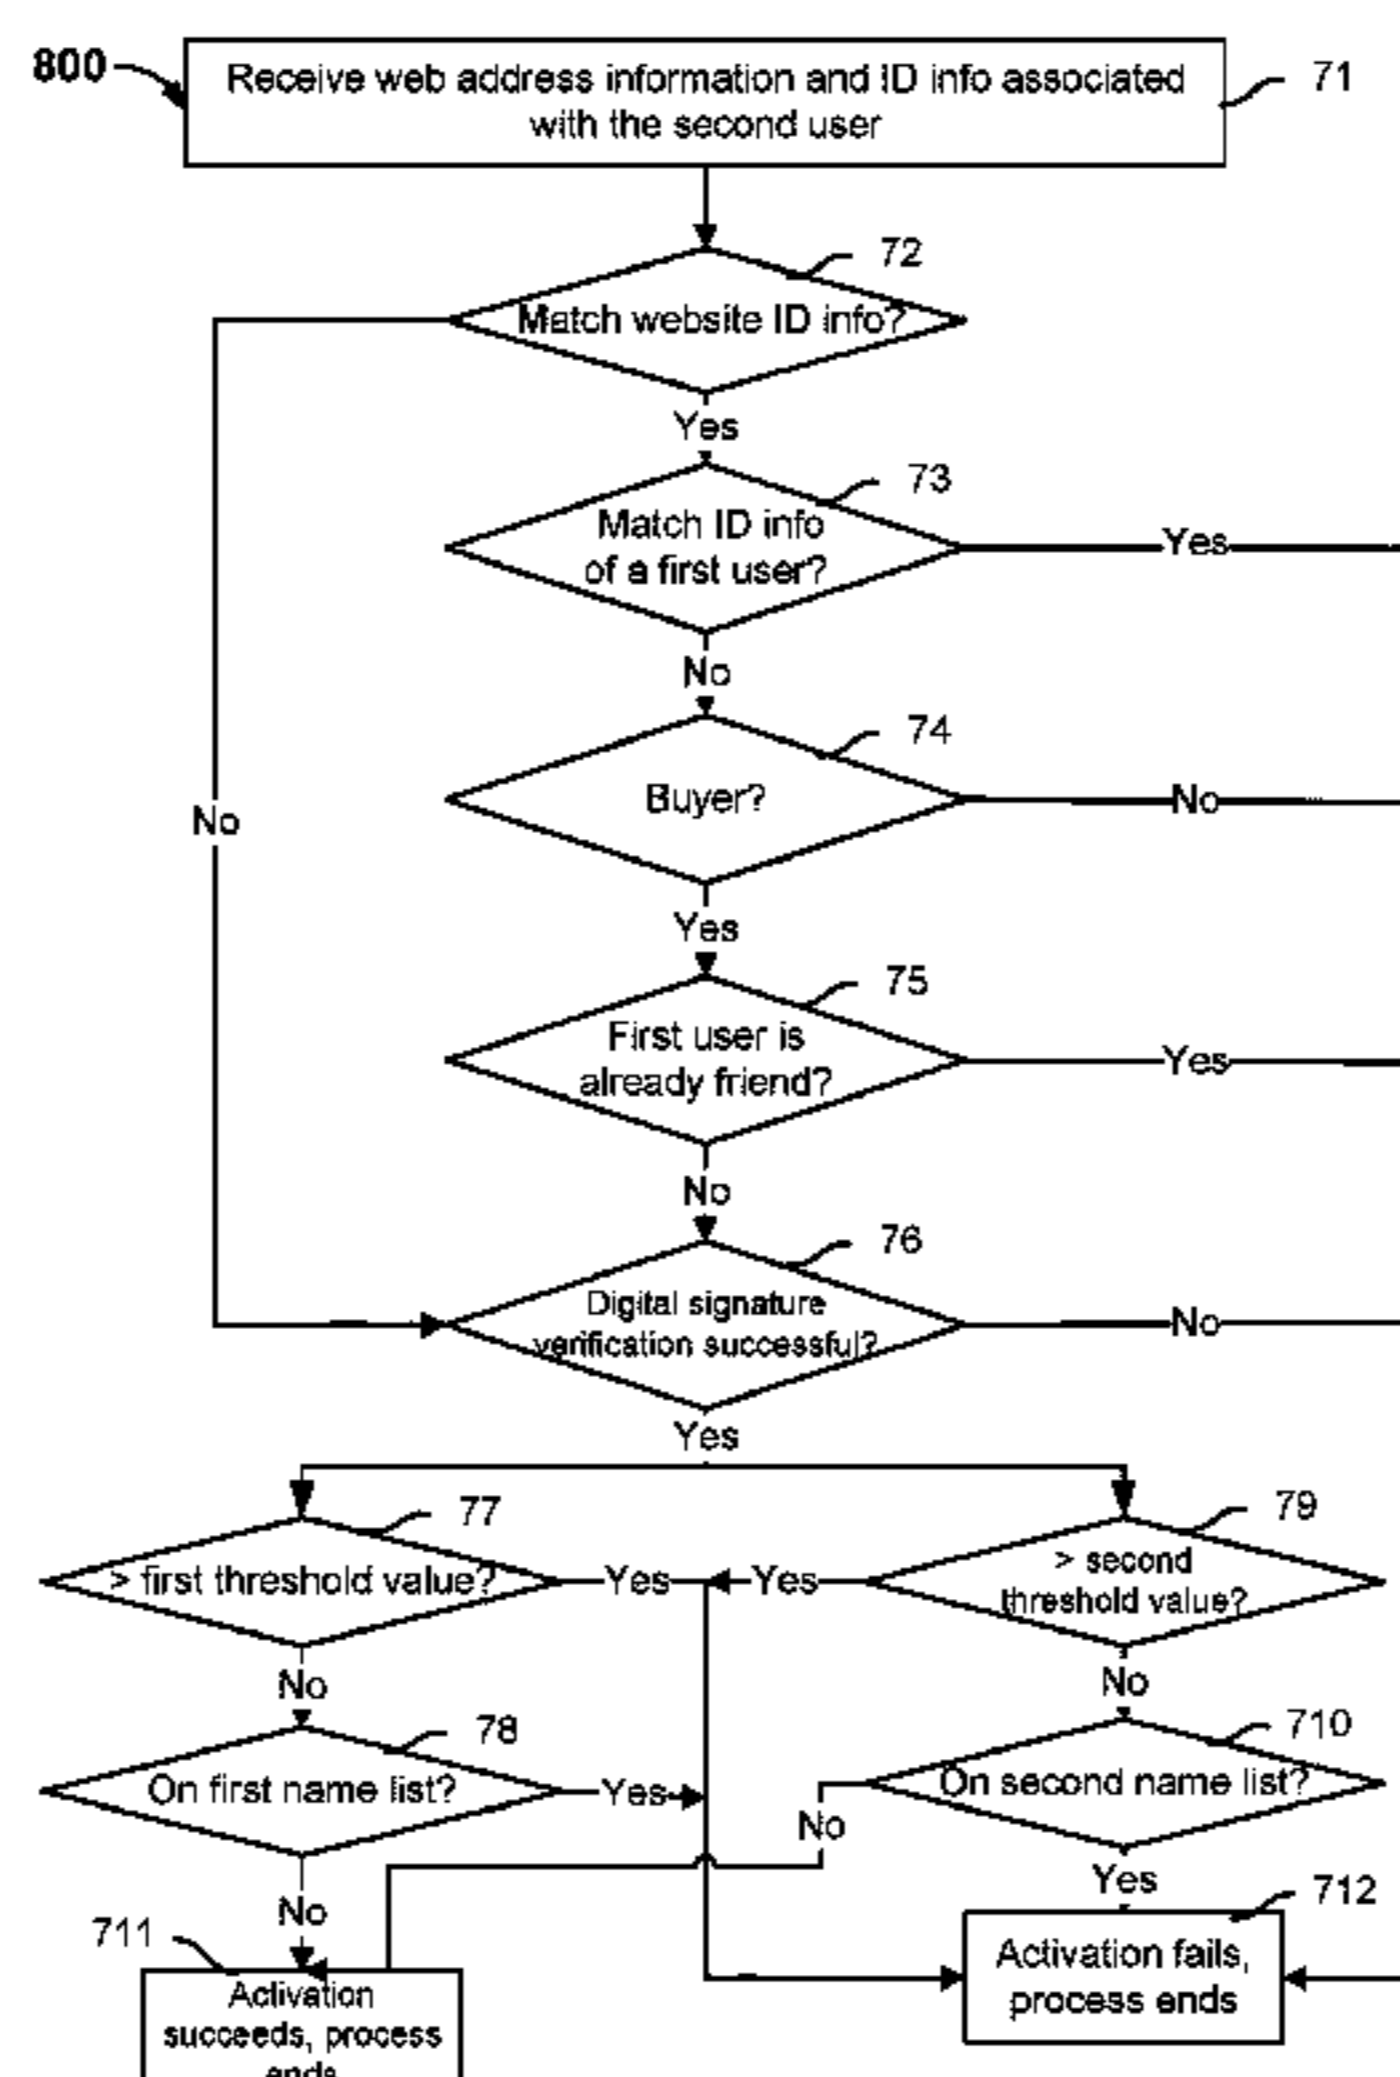 800
Receive web address information and ID info associated
with the second user
71
72
Match website ID info?
Yes
73
Match ID info
of a first user?
Yes
No
74
Buyer?
No
No
Yes
75
First user is
already friend?
Yes
No
76
Digital signature
verification successful?
No
Yes
77
> first threshold value?
Yes
Yes
79
> second
threshold value?
No
No
78
On first name list?
Yes
710
On second name list?
No
No
Yes
711
Activation
succeeds, process
ends
712
Activation fails,
process ends